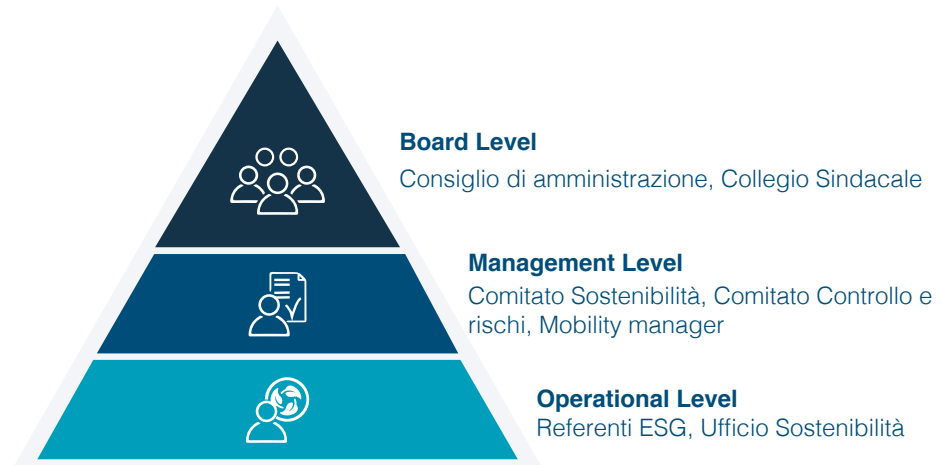 Board Level
Consiglio di amministrazione, Collegio Sindacale
Management Level
Comitato Sostenibilità, Comitato Controllo e
rischi, Mobility manager
Operational Level
Referenti ESG, Ufficio Sostenibilità